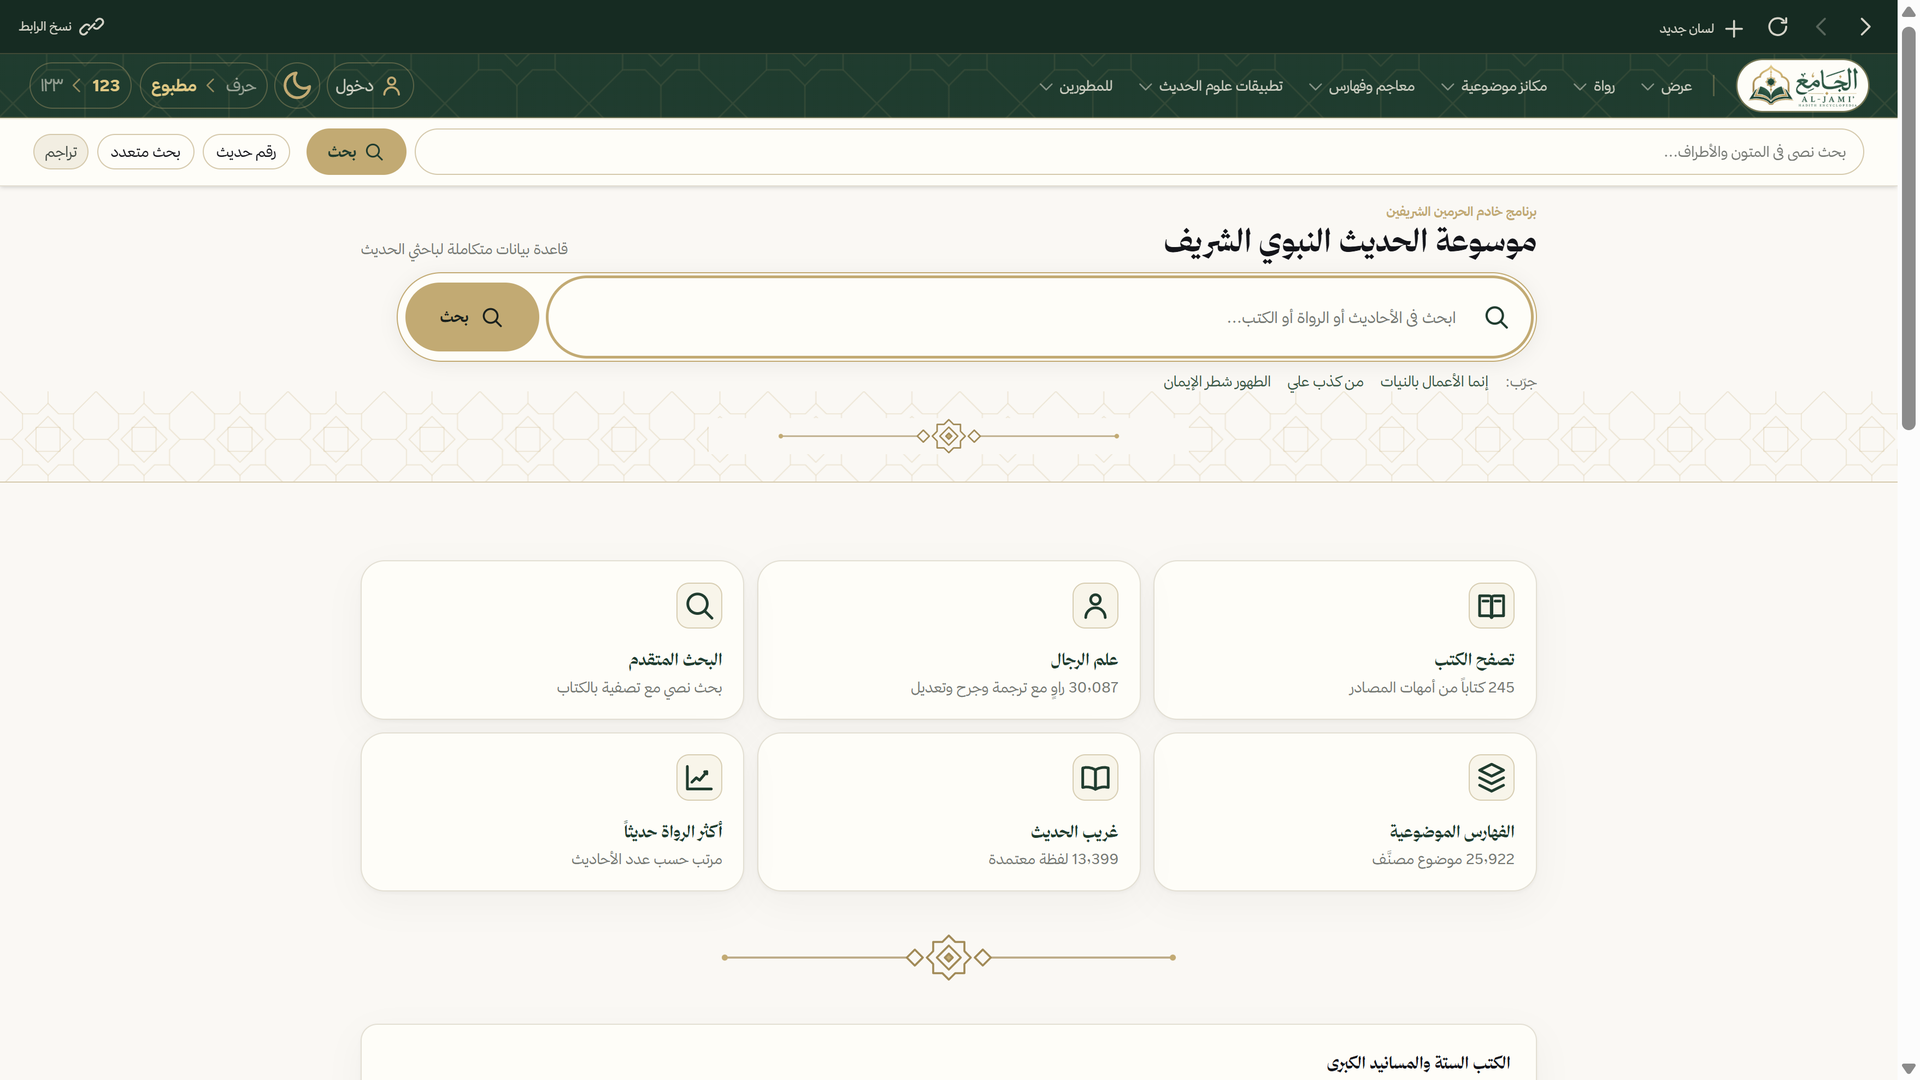 لسان جديد
نسخ الرابط
الجامع
AL-JAMI'
عرض
رواة
مكانز موضوعية
معاجم وفهارس
تطبيقات علوم الحديث
للمطورين
دخول
حرف
مطبوع
123
١٢٣
بحث نصي في المتون والأطراف...
بحث
رقم حديث
بحث متعدد
تراجم
برنامج خادم الحرمين الشريفين
موسوعة الحديث النبوي الشريف
قاعدة بيانات متكاملة لباحثي الحديث
ابحث في الأحاديث أو الرواة أو الكتب...
بحث
جرّب: إنما الأعمال بالنيات من كذب علي الطهور شطر الإيمان
تصفح الكتب
245 كتاباً من أمهات المصادر
علم الرجال
30،087 راوٍ مع ترجمة وجرح وتعديل
البحث المتقدم
بحث نصي مع تصفية بالكتاب
الفهارس الموضوعية
25،922 موضوع مصنَّف
غريب الحديث
13،399 لفظة معتمدة
أكثر الرواة حديثاً
مرتب حسب عدد الأحاديث
الكتب الستة والمسانيد الكبرى